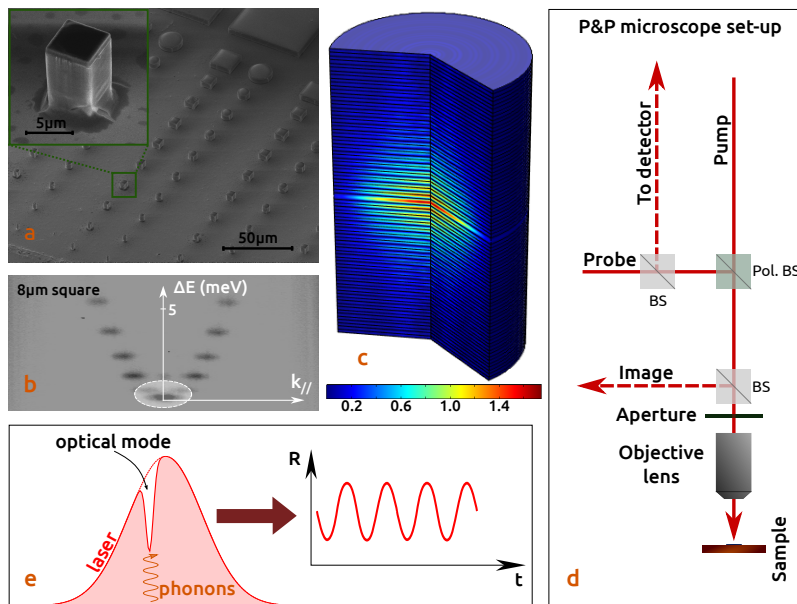 5µm
50µm
a
8µm square
ΔE (meV)
5
b
k//
c
0.2 0.6 1.0 1.4
P&P microscope set-up
To detector
Pump
Probe
BS
Pol. BS
Image
BS
Aperture
Objective
lens
Sample
d
optical mode
laser
phonons
e
R
t